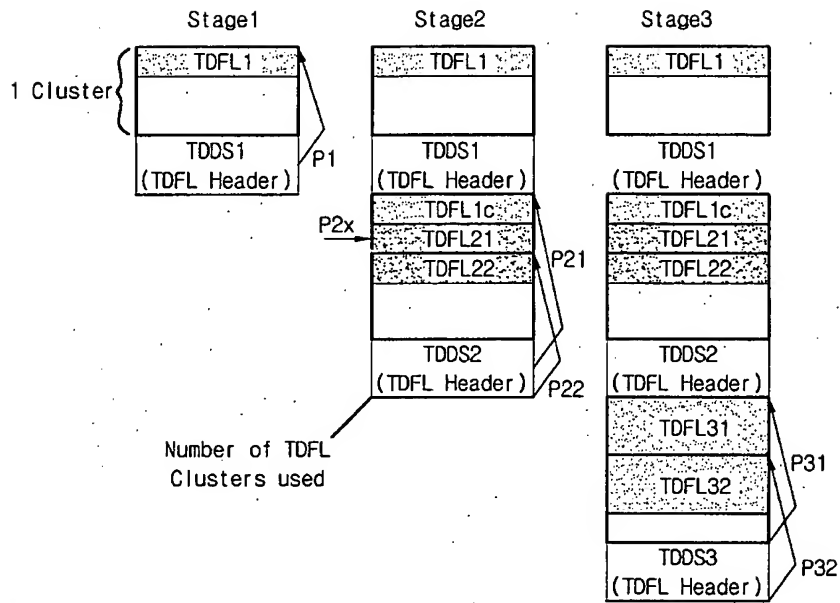 Stage1
Stage2
Stage3
1 Cluster
TDFL1
TDDS1
(TDFL Header)
P1
TDFL1
TDDS1
(TDFL Header)
P2x
TDFL1c
TDFL21
TDFL22
P21
TDDS2
(TDFL Header)
P22
Number of TDFL
Clusters used
TDFL1
TDDS1
(TDFL Header)
TDFL1c
TDFL21
TDFL22
TDDS2
(TDFL Header)
TDFL31
TDFL32
P31
TDDS3
(TDFL Header)
P32